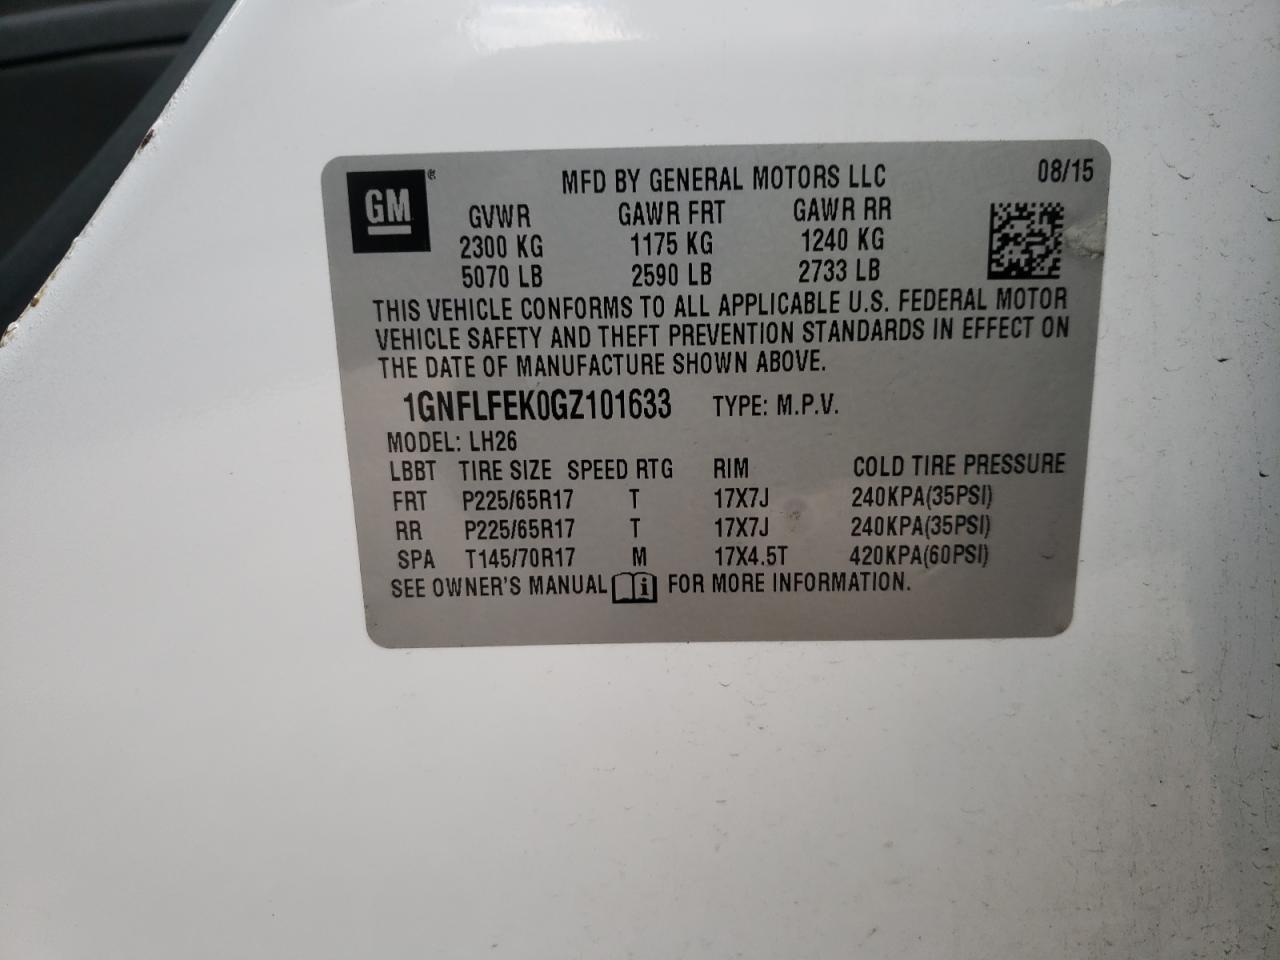 GM® MFD BY GENERAL MOTORS LLC 08/15
GVWR GAWR FRT GAWR RR
2300 KG 1175 KG 1240 KG
5070 LB 2590 LB 2733 LB
THIS VEHICLE CONFORMS TO ALL APPLICABLE U.S. FEDERAL MOTOR
VEHICLE SAFETY AND THEFT PREVENTION STANDARDS IN EFFECT ON
THE DATE OF MANUFACTURE SHOWN ABOVE.
1GNFLFEK0GZ101633 TYPE: M.P.V.
MODEL: LH26
LBBT TIRE SIZE SPEED RTG RIM COLD TIRE PRESSURE
FRT P225/65R17 T 17X7J 240KPA(35PSI)
RR P225/65R17 T 17X7J 240KPA(35PSI)
SPA T145/70R17 M 17X4.5T 420KPA(60PSI)
SEE OWNER'S MANUAL i FOR MORE INFORMATION.